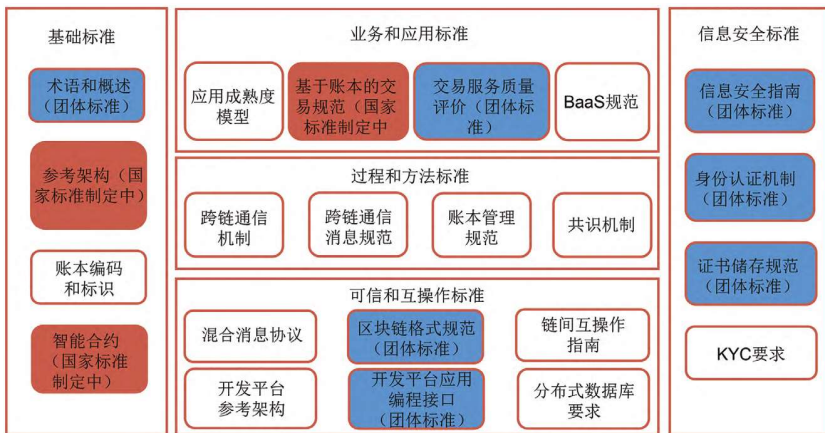 基础标准
术语和概述
（团体标准）
参考架构（国
家标准制定中）
账本编码
和标识
智能合约
（国家标准
制定中）
业务和应用标准
应用成熟度
模型
基于账本的交
易规范（国家
标准制定中
交易服务质量
评价（团体标
准）
BaaS规范
过程和方法标准
跨链通信
机制
跨链通信
消息规范
账本管理
规范
共识机制
可信和互操作标准
混合消息协议
区块链格式规范
（团体标准）
链间互操作
指南
开发平台
参考架构
开发平台应用
编程接口
（团体标准）
分布式数据库
要求
信息安全标准
信息安全指南
（团体标准）
身份认证机制
（团体标准）
证书储存规范
（团体标准）
KYC要求